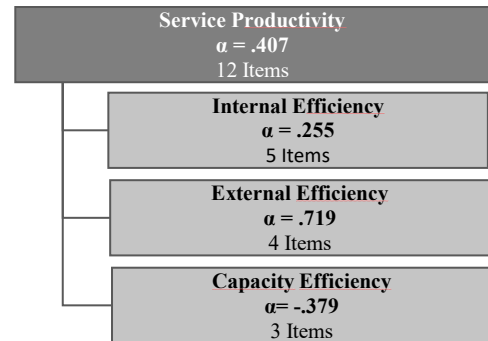 Service Productivity
α = .407
12 Items
Internal Efficiency
α = .255
5 Items
External Efficiency
α = .719
4 Items
Capacity Efficiency
α= -.379
3 Items